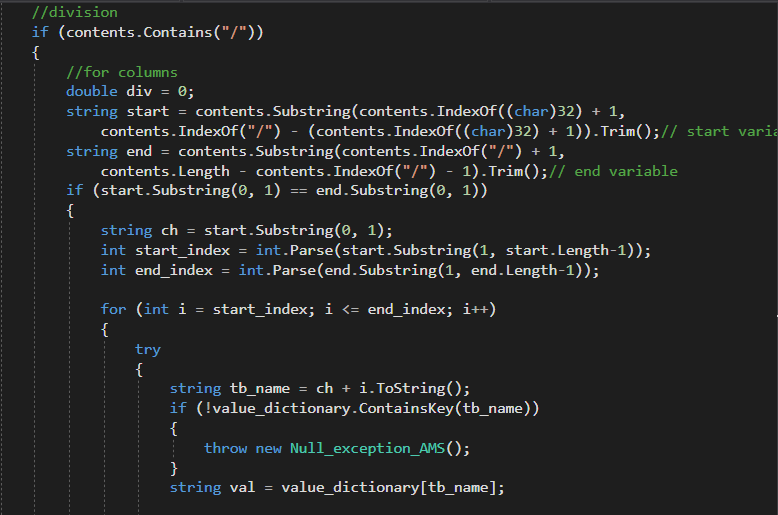 //division
if (contents.Contains("/"))
{
//for columns
double div = 0;
string start = contents.Substring(contents.IndexOf((char)32) + 1,
contents.IndexOf("/") - (contents.IndexOf((char)32) + 1)).Trim();// start varia
string end = contents.Substring(contents.IndexOf("/") + 1,
contents.Length - contents.IndexOf("/") - 1).Trim();// end variable
if (start.Substring(0, 1) == end.Substring(0, 1))
{
string ch = start.Substring(0, 1);
int start_index = int.Parse(start.Substring(1, start.Length-1));
int end_index = int.Parse(end.Substring(1, end.Length-1));
for (int i = start_index; i <= end_index; i++)
{
try
{
string tb_name = ch + i.ToString();
if (!value_dictionary.ContainsKey(tb_name))
{
throw new Null_exception_AMS();
}
string val = value_dictionary[tb_name];